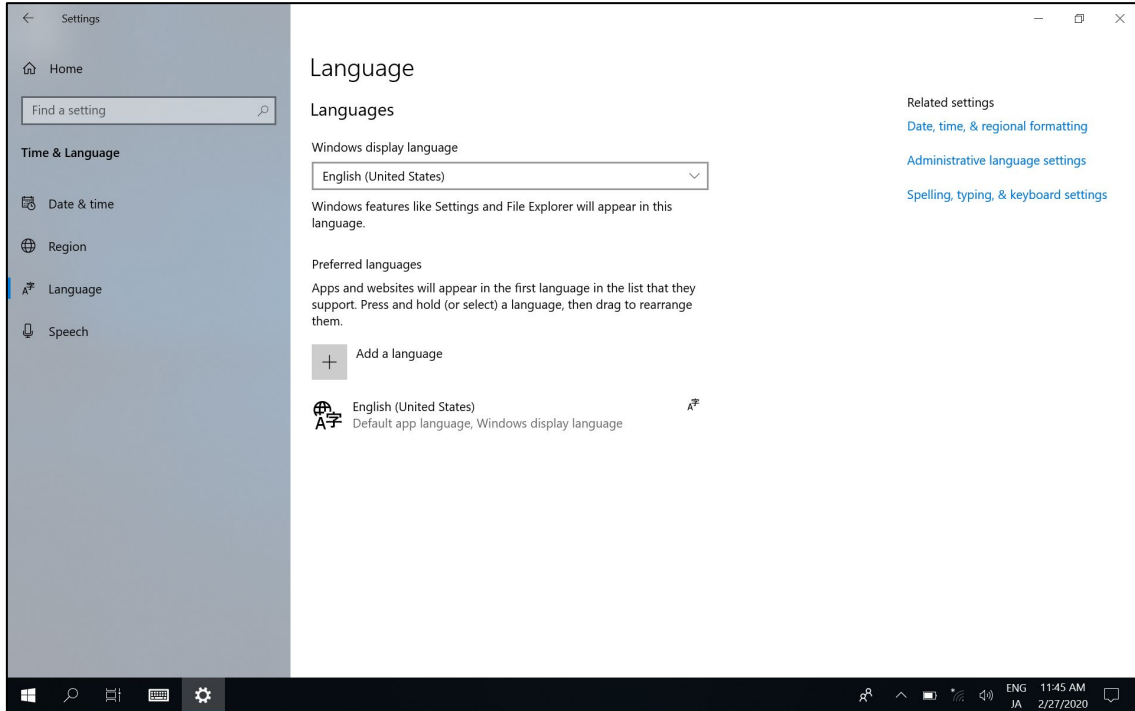 Settings
Home
Find a setting
Time & Language
Date & time
Region
Language
Speech
Language
Languages
Windows display language
English (United States)
Windows features like Settings and File Explorer will appear in this
language.
Preferred languages
Apps and websites will appear in the first language in the list that they
support. Press and hold (or select) a language, then drag to rearrange
them.
Add a language
English (United States)
Default app language, Windows display language
Related settings
Date, time, & regional formatting
Administrative language settings
Spelling, typing, & keyboard settings
ENG 11:45 AM
JA 2/27/2020